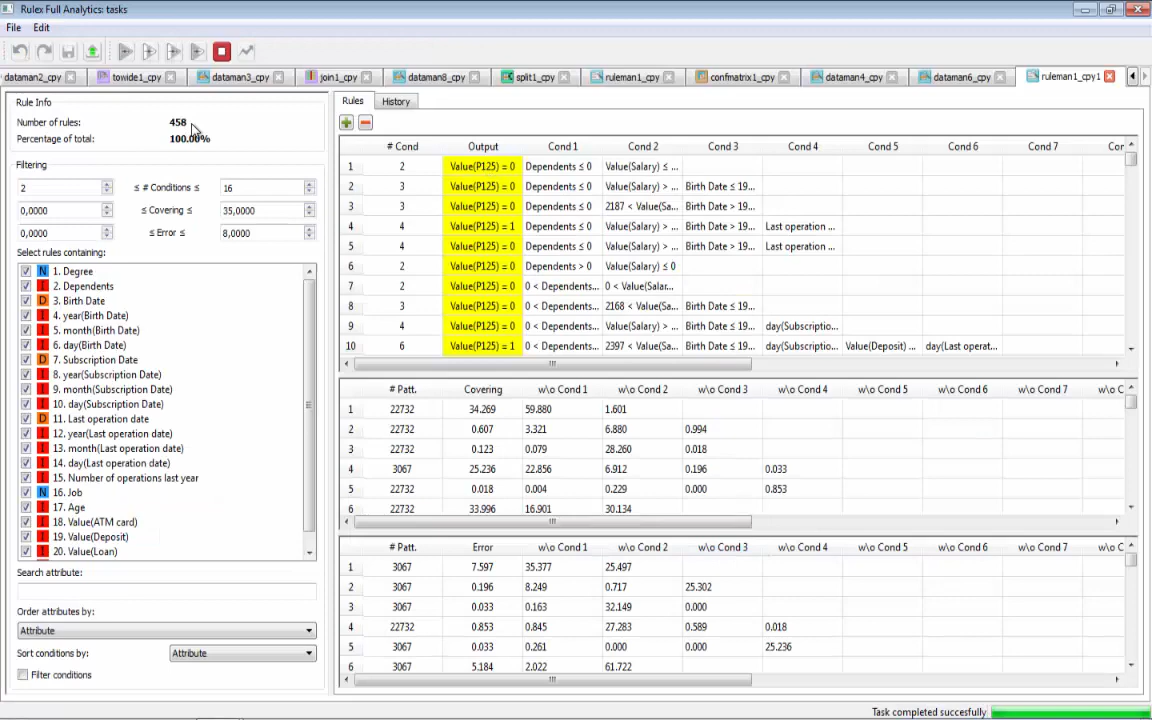 Rulex Full Analytics: tasks
File Edit
dataman2_cpy towide1_cpy dataman3_cpy join1_cpy dataman8_cpy split1_cpy ruleman1_cpy confmatrix1_cpy dataman4_cpy dataman6_cpy ruleman1_cpy1
Rule Info
Number of rules: 458
Percentage of total: 100.00%
Filtering
2 ≤ # Conditions ≤ 16
0,0000 ≤ Covering ≤ 35,0000
0,0000 ≤ Error ≤ 8,0000
Select rules containing:
N 1. Degree
I 2. Dependents
D 3. Birth Date
I 4. year(Birth Date)
I 5. month(Birth Date)
I 6. day(Birth Date)
D 7. Subscription Date
I 8. year(Subscription Date)
I 9. month(Subscription Date)
I 10. day(Subscription Date)
D 11. Last operation date
I 12. year(Last operation date)
I 13. month(Last operation date)
I 14. day(Last operation date)
I 15. Number of operations last year
N 16. Job
I 17. Age
I 18. Value(ATM card)
I 19. Value(Deposit)
I 20. Value(Loan)
Search attribute:
Order attributes by:
Attribute
Sort conditions by: Attribute
Filter conditions
Rules History
# Cond Output Cond 1 Cond 2 Cond 3 Cond 4 Cond 5 Cond 6 Cond 7 Cor
1 2 Value(P125) = 0 Dependents ≤ 0 Value(Salary) ≤ ...
2 3 Value(P125) = 0 Dependents ≤ 0 Value(Salary) > ... Birth Date ≤ 19...
3 3 Value(P125) = 0 Dependents ≤ 0 2187 < Value(Sa... Birth Date > 19...
4 4 Value(P125) = 1 Dependents ≤ 0 Value(Salary) > ... Birth Date > 19... Last operation ...
5 4 Value(P125) = 0 Dependents ≤ 0 Value(Salary) > ... Birth Date > 19... Last operation ...
6 2 Value(P125) = 0 Dependents > 0 Value(Salary) ≤ 0
7 2 Value(P125) = 0 0 < Dependents... 0 < Value(Salar...
8 3 Value(P125) = 0 0 < Dependents... 2168 < Value(Sa... Birth Date ≤ 19...
9 4 Value(P125) = 0 0 < Dependents... Value(Salary) > ... Birth Date ≤ 19... day(Subscriptio...
10 6 Value(P125) = 1 0 < Dependents... 2397 < Value(Sa... Birth Date ≤ 19... day(Subscriptio... Value(Deposit) ... day(Last operat...
# Patt. Covering w\o Cond 1 w\o Cond 2 w\o Cond 3 w\o Cond 4 w\o Cond 5 w\o Cond 6 w\o Cond 7 w\o C
1 22732 34.269 59.880 1.601
2 22732 0.607 3.321 6.880 0.994
3 22732 0.123 0.079 28.260 0.018
4 3067 25.236 22.856 6.912 0.196 0.033
5 22732 0.018 0.004 0.229 0.000 0.853
6 22732 33.996 16.901 30.134
# Patt. Error w\o Cond 1 w\o Cond 2 w\o Cond 3 w\o Cond 4 w\o Cond 5 w\o Cond 6 w\o Cond 7 w\o C
1 3067 7.597 35.377 25.497
2 3067 0.196 8.249 0.717 25.302
3 3067 0.033 0.163 32.149 0.000
4 22732 0.853 0.845 27.283 0.589 0.018
5 3067 0.033 0.261 0.000 0.000 25.236
6 3067 5.184 2.022 61.722
Task completed succesfully